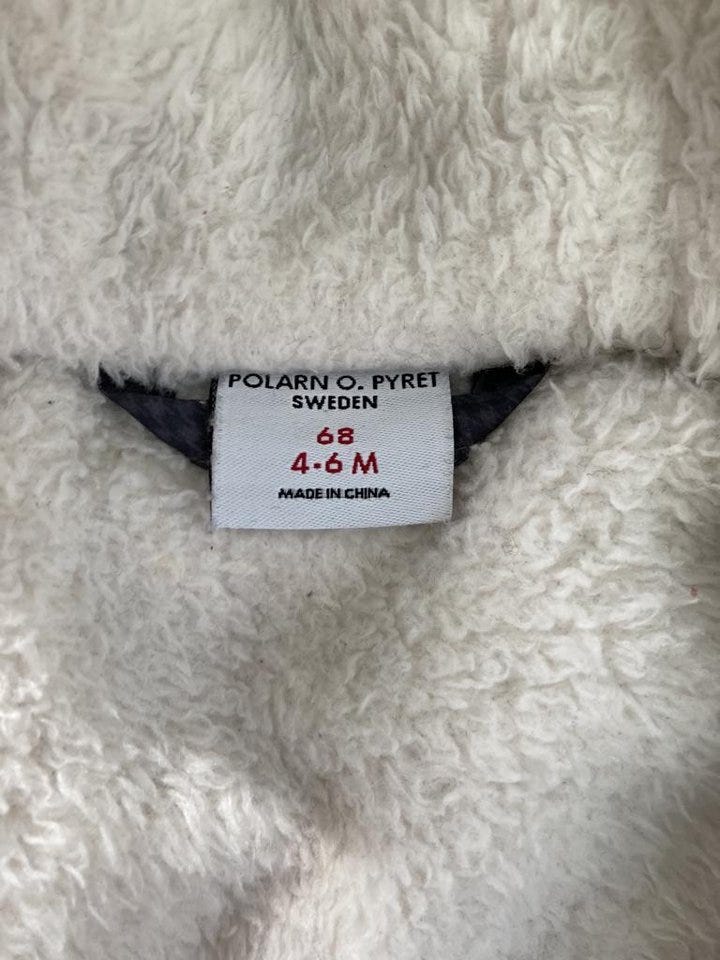 POLARN O. PYRET
SWEDEN
68
4-6 M
MADE IN CHINA